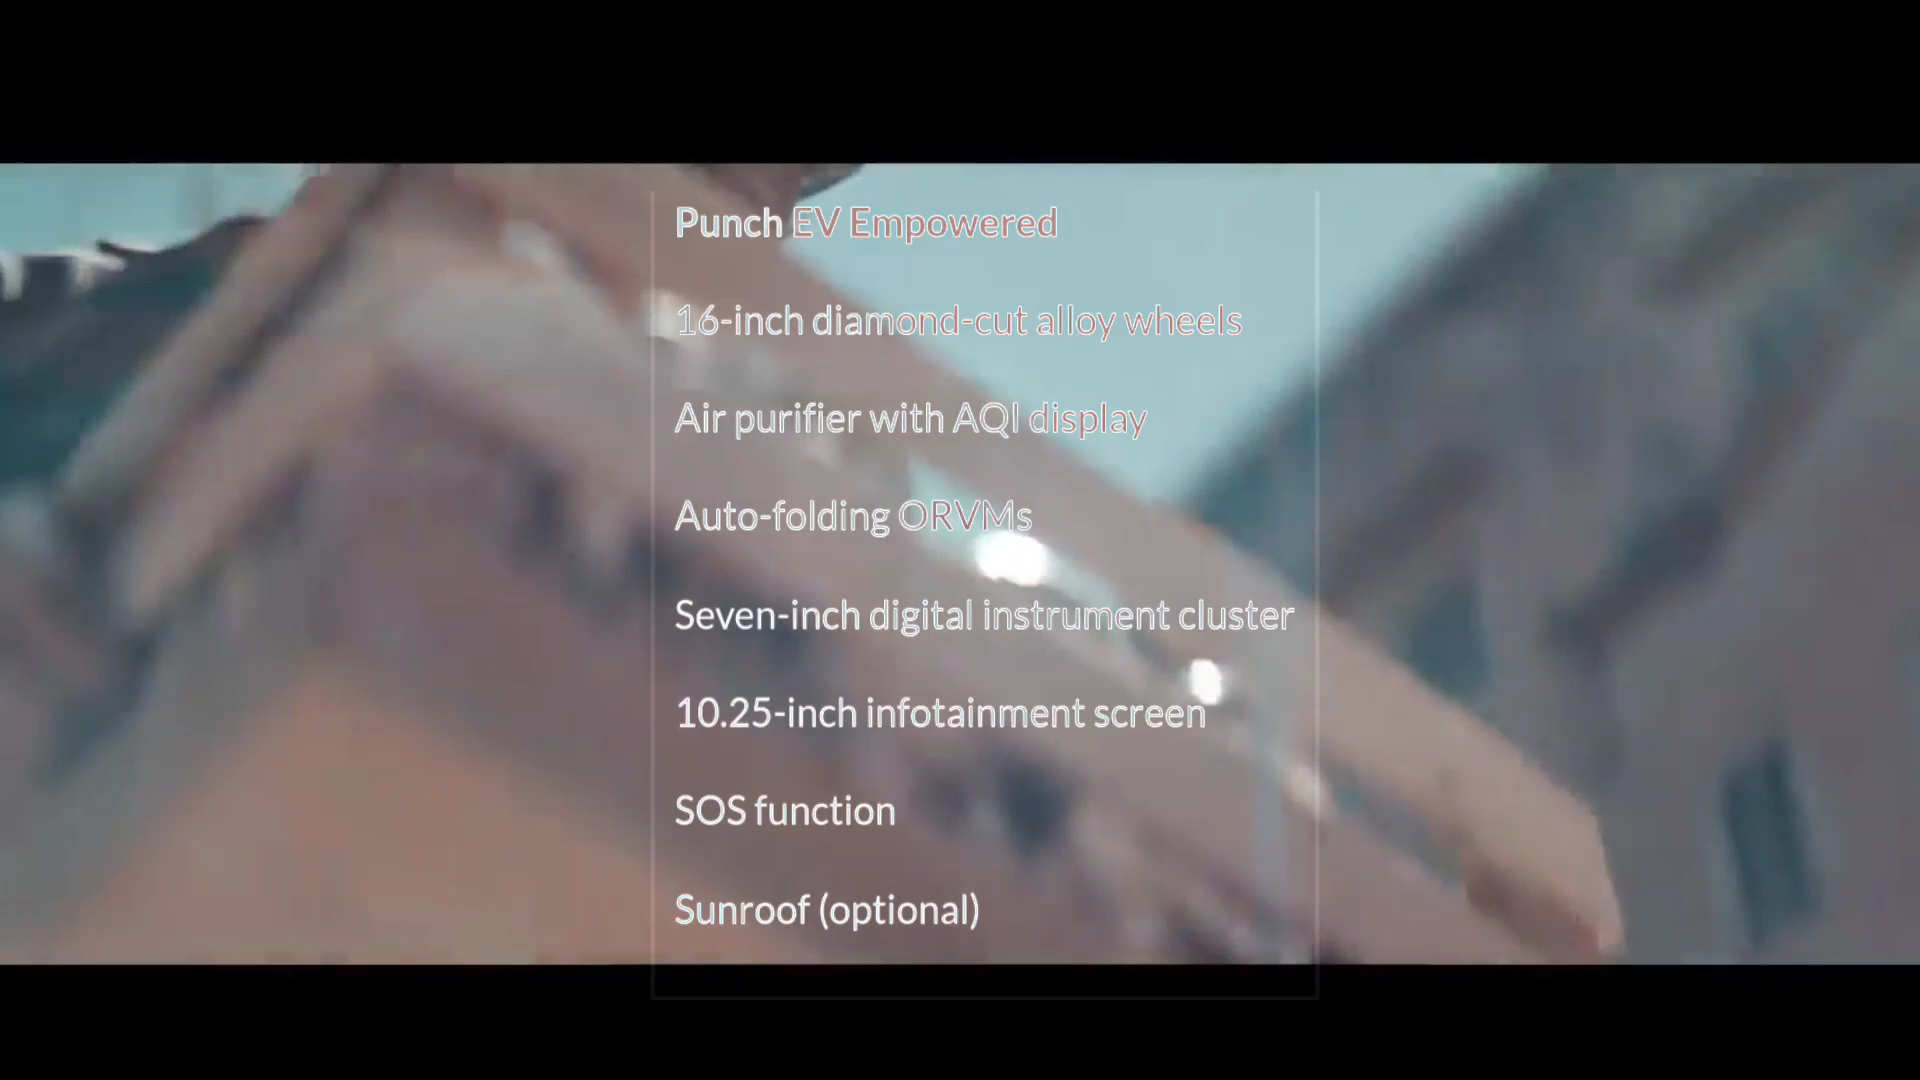 Punch EV Empowered
16-inch diamond-cut alloy wheels
Air purifier with AQI display
Auto-folding ORVMs
Seven-inch digital instrument cluster
10.25-inch infotainment screen
SOS function
Sunroof (optional)